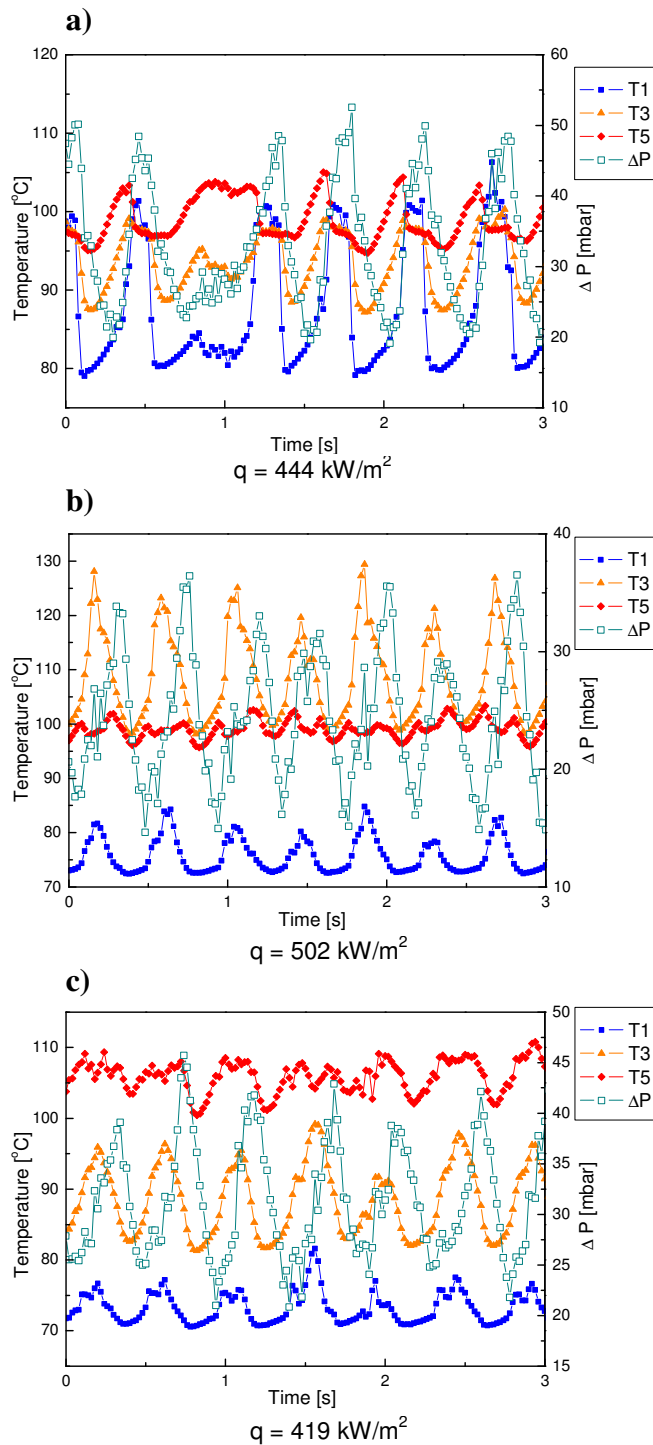 a)
120
110
100
90
80
Temperature [°C]
0
1
2
3
Time [s]
60
50
40
30
20
10
Δ P [mbar]
T1
T3
T5
ΔP
q = 444 kW/m²
b)
130
120
110
100
90
80
70
Temperature [°C]
0
1
2
3
Time [s]
40
30
20
10
Δ P [mbar]
T1
T3
T5
ΔP
q = 502 kW/m²
c)
110
100
90
80
70
Temperature [°C]
0
1
2
3
Time [s]
50
45
40
35
30
25
20
15
Δ P [mbar]
T1
T3
T5
ΔP
q = 419 kW/m²